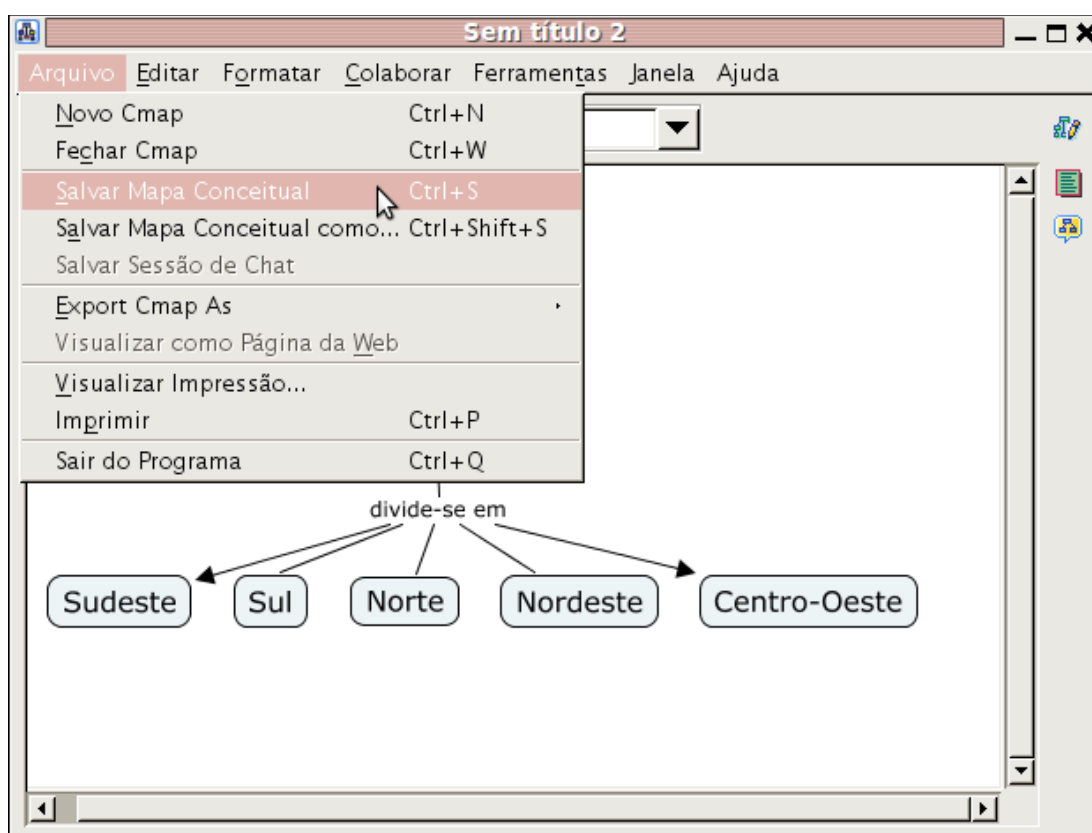 Sem título 2
Arquivo Editar Formatar Colaborar Ferramentas Janela Ajuda
Novo Cmap Ctrl+N
Fechar Cmap Ctrl+W
Salvar Mapa Conceitual Ctrl+S
Salvar Mapa Conceitual como... Ctrl+Shift+S
Salvar Sessão de Chat
Export Cmap As
Visualizar como Página da Web
Visualizar Impressão...
Imprimir Ctrl+P
Sair do Programa Ctrl+Q
divide-se em
Sudeste Sul Norte Nordeste Centro-Oeste